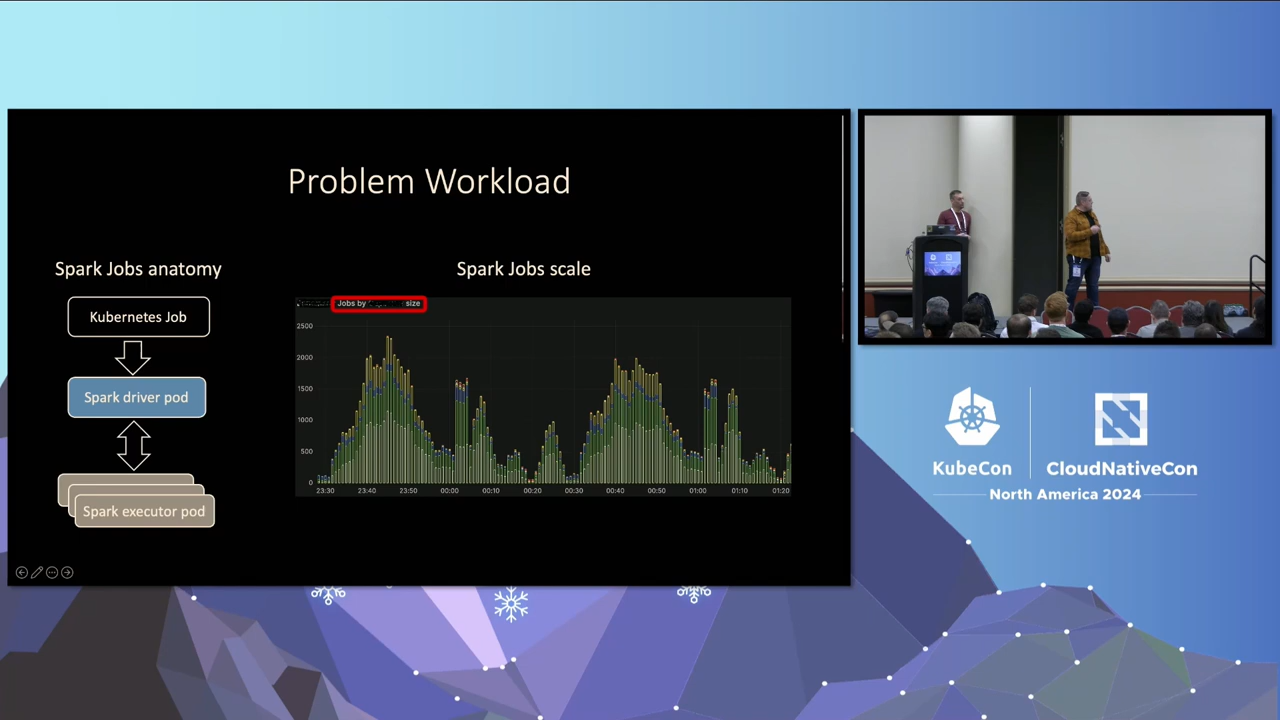 Problem Workload
Spark Jobs anatomy
Kubernetes Job
Spark driver pod
Spark executor pod
Spark Jobs scale
Jobs by size
2500
2000
1500
1000
500
0
23:30 23:40 23:50 00:00 00:10 00:20 00:30 00:40 00:50 01:00 01:10 01:20
KubeCon
CloudNativeCon
North America 2024